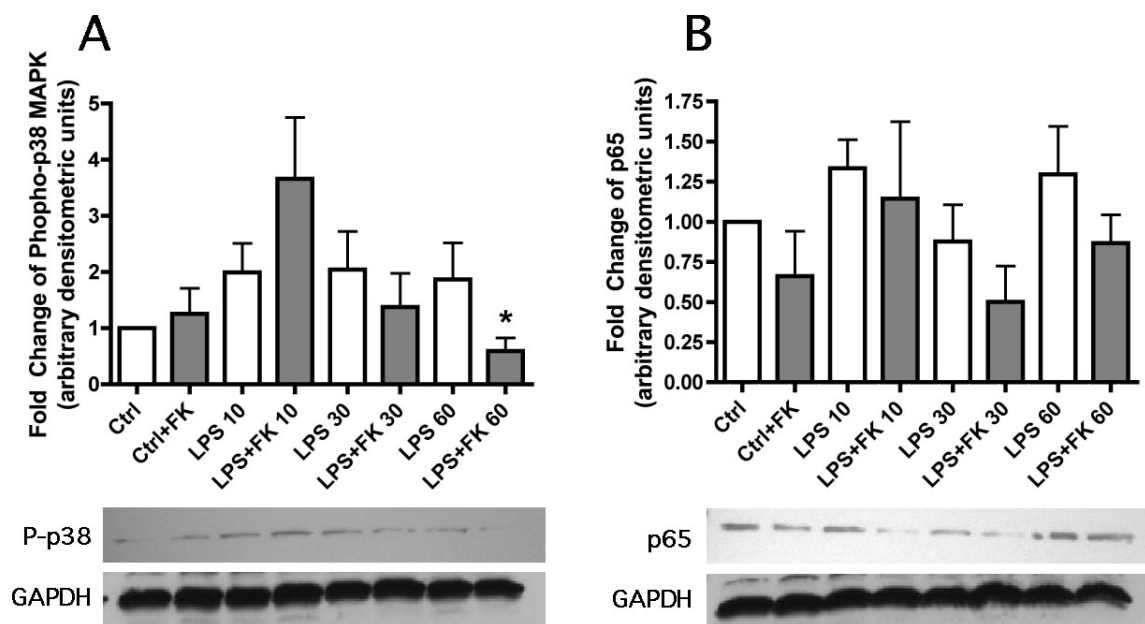 A
Fold Change of Phopho-p38 MAPK
(arbitrary densitometric units)
5
4
3
2
1
0
*
Ctrl
Ctrl+FK
LPS 10
LPS+FK 10
LPS 30
LPS+FK 30
LPS 60
LPS+FK 60
P-p38
GAPDH
B
Fold Change of p65
(arbitrary densitometric units)
1.75
1.50
1.25
1.00
0.75
0.50
0.25
0.00
Ctrl
Ctrl+FK
LPS 10
LPS+FK 10
LPS 30
LPS+FK 30
LPS 60
LPS+FK 60
p65
GAPDH